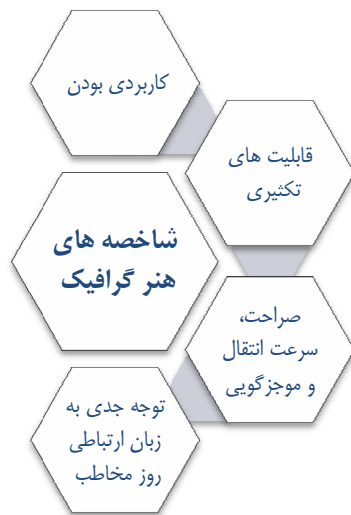 کاربردی بودن
قابلیت های
تکثیری
شاخصه های
هنر گرافیک
صراحت،
سرعت انتقال
و موجزگویی
توجه جدی به
زبان ارتباطی
روز مخاطب